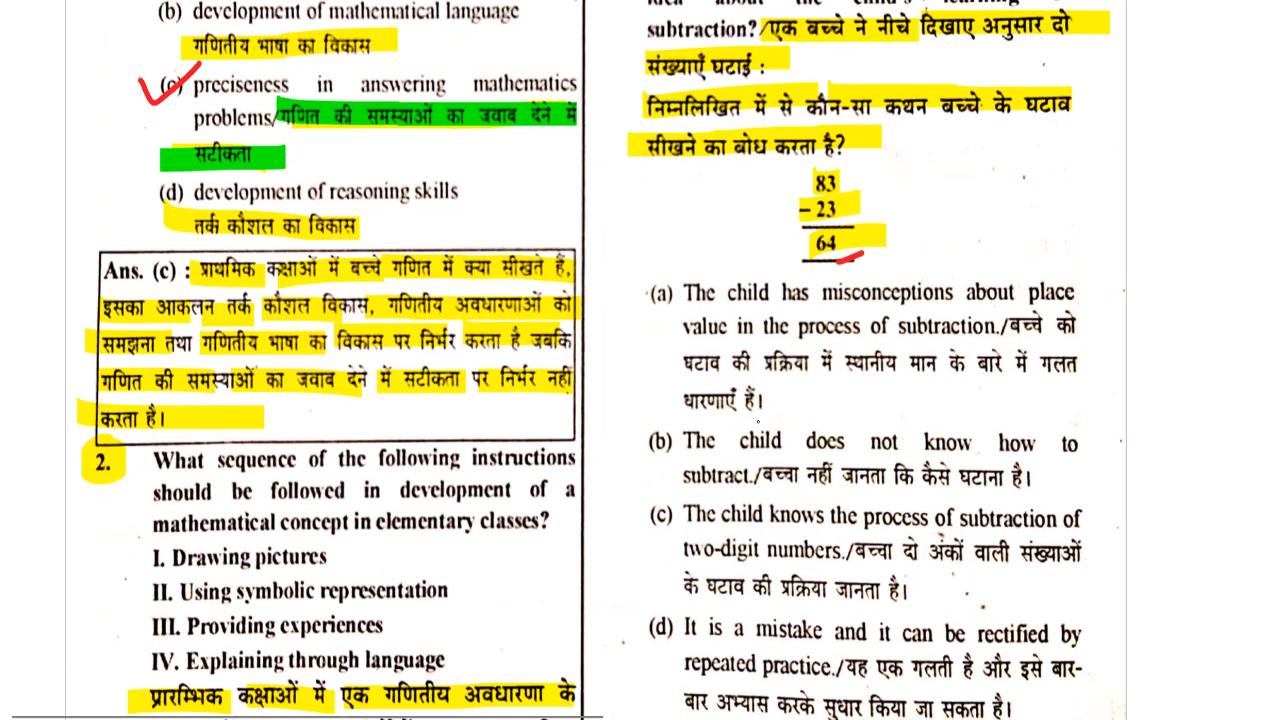 (b) development of mathematical language
गणितीय भाषा का विकास
(c) preciseness in answering mathematics
problems/गणित की समस्याओं का जवाब देने में
सटीकता
(d) development of reasoning skills
तर्क कौशल का विकास
Ans. (c) : प्राथमिक कक्षाओं में बच्चे गणित में क्या सीखते हैं,
इसका आकलन तर्क कौशल विकास, गणितीय अवधारणाओं को
समझना तथा गणितीय भाषा का विकास पर निर्भर करता है जबकि
गणित की समस्याओं का जवाब देने में सटीकता पर निर्भर नहीं
करता है।
2. What sequence of the following instructions
should be followed in development of a
mathematical concept in elementary classes?
I. Drawing pictures
II. Using symbolic representation
III. Providing experiences
IV. Explaining through language
प्रारम्भिक कक्षाओं में एक गणितीय अवधारणा के
subtraction?/एक बच्चे ने नीचे दिखाए अनुसार दो
संख्याएँ घटाई :
निम्नलिखित में से कौन-सा कथन बच्चे के घटाव
सीखने का बोध करता है?
83
– 23
64
(a) The child has misconceptions about place
value in the process of subtraction./बच्चे को
घटाव की प्रक्रिया में स्थानीय मान के बारे में गलत
धारणाएँ हैं।
(b) The child does not know how to
subtract./बच्चा नहीं जानता कि कैसे घटाना है।
(c) The child knows the process of subtraction of
two-digit numbers./बच्चा दो अंकों वाली संख्याओं
के घटाव की प्रक्रिया जानता है।
(d) It is a mistake and it can be rectified by
repeated practice./यह एक गलती है और इसे बार-
बार अभ्यास करके सुधार किया जा सकता है।